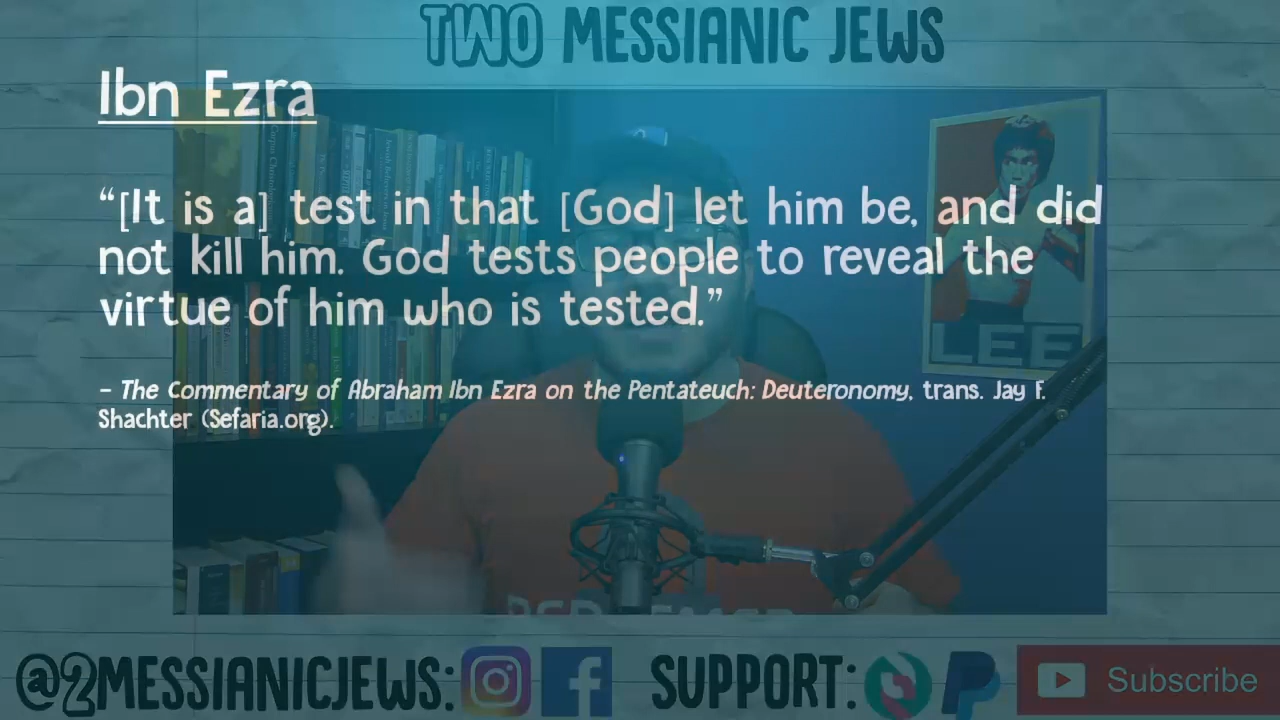 TWO MESSIANIC JEWS
Ibn Ezra
“[It is a] test in that [God] let him be, and did
not kill him. God tests people to reveal the
virtue of him who is tested.”
– The Commentary of Abraham Ibn Ezra on the Pentateuch: Deuteronomy, trans. Jay F.
Shachter (Sefaria.org).
LEE
@2MESSIANICJEWS: SUPPORT: Subscribe